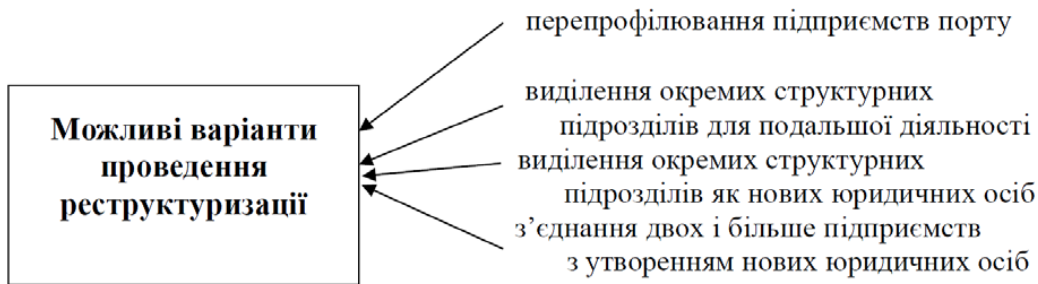 Можливі варіанти
проведення
реструктуризації
перепрофілювання підприємств порту
виділення окремих структурних
підрозділів для подальшої діяльності
виділення окремих структурних
підрозділів як нових юридичних осіб
з’єднання двох і більше підприємств
з утворенням нових юридичних осіб